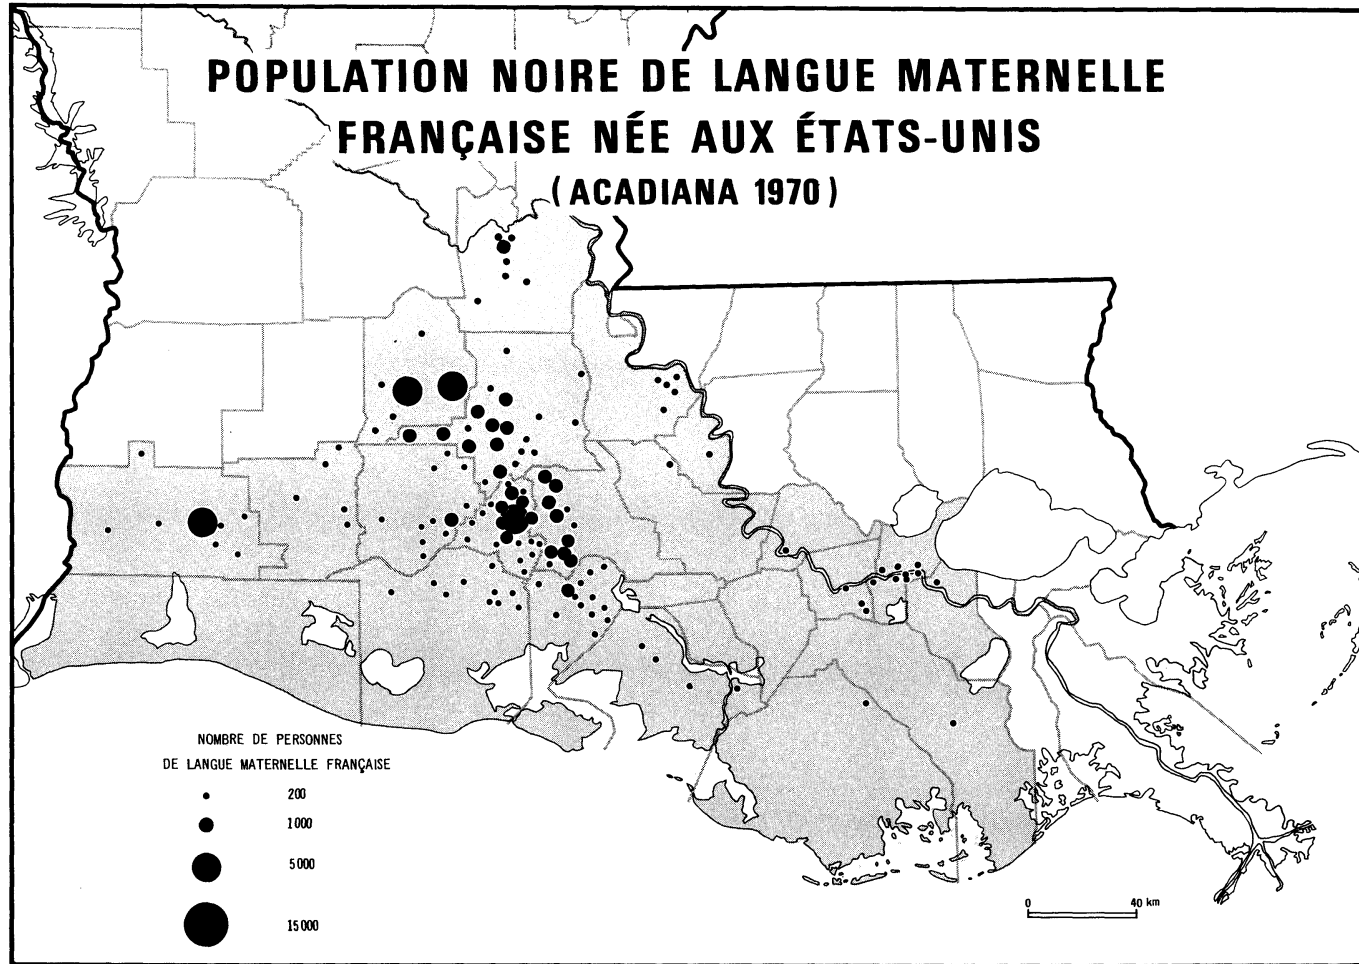 POPULATION NOIRE DE LANGUE MATERNELLE
FRANÇAISE NÉE AUX ÉTATS-UNIS
( ACADIANA 1970 )
NOMBRE DE PERSONNES
DE LANGUE MATERNELLE FRANÇAISE
200
1000
5000
15000
0 40 km